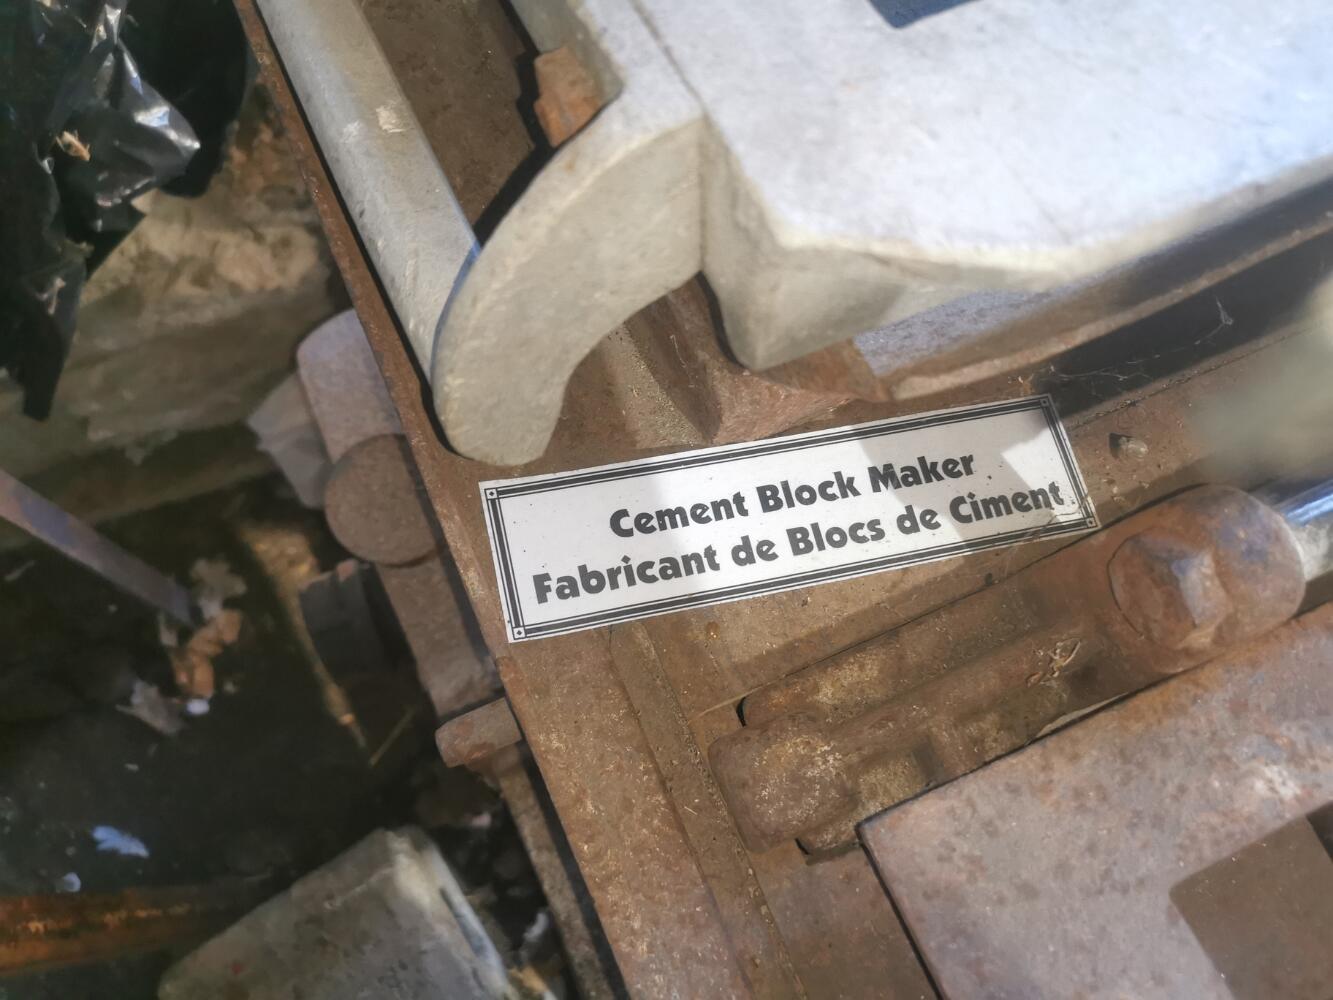 Cement Block Maker
Fabricant de Blocs de Ciment